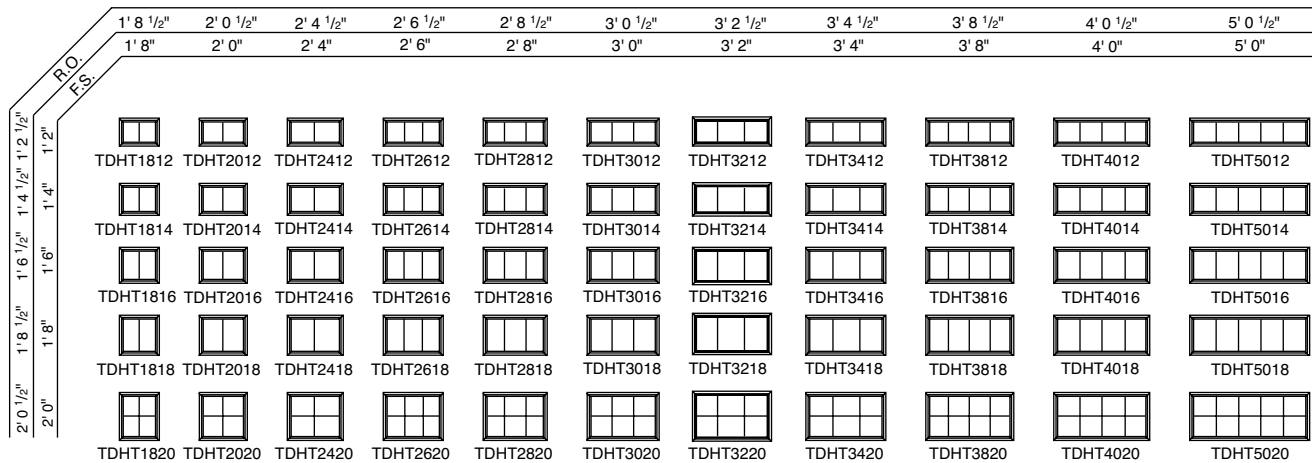 1' 8 1/2" 2' 0 1/2" 2' 4 1/2" 2' 6 1/2" 2' 8 1/2" 3' 0 1/2" 3' 2 1/2" 3' 4 1/2" 3' 8 1/2" 4' 0 1/2" 5' 0 1/2"
1' 8" 2' 0" 2' 4" 2' 6" 2' 8" 3' 0" 3' 2" 3' 4" 3' 8" 4' 0" 5' 0"
R.O.
F.S.
1' 2 1/2" 1' 2"
TDHT1812 TDHT2012 TDHT2412 TDHT2612 TDHT2812 TDHT3012 TDHT3212 TDHT3412 TDHT3812 TDHT4012 TDHT5012
1' 4 1/2" 1' 4"
TDHT1814 TDHT2014 TDHT2414 TDHT2614 TDHT2814 TDHT3014 TDHT3214 TDHT3414 TDHT3814 TDHT4014 TDHT5014
1' 6 1/2" 1' 6"
TDHT1816 TDHT2016 TDHT2416 TDHT2616 TDHT2816 TDHT3016 TDHT3216 TDHT3416 TDHT3816 TDHT4016 TDHT5016
1' 8 1/2" 1' 8"
TDHT1818 TDHT2018 TDHT2418 TDHT2618 TDHT2818 TDHT3018 TDHT3218 TDHT3418 TDHT3818 TDHT4018 TDHT5018
2' 0 1/2" 2' 0"
TDHT1820 TDHT2020 TDHT2420 TDHT2620 TDHT2820 TDHT3020 TDHT3220 TDHT3420 TDHT3820 TDHT4020 TDHT5020